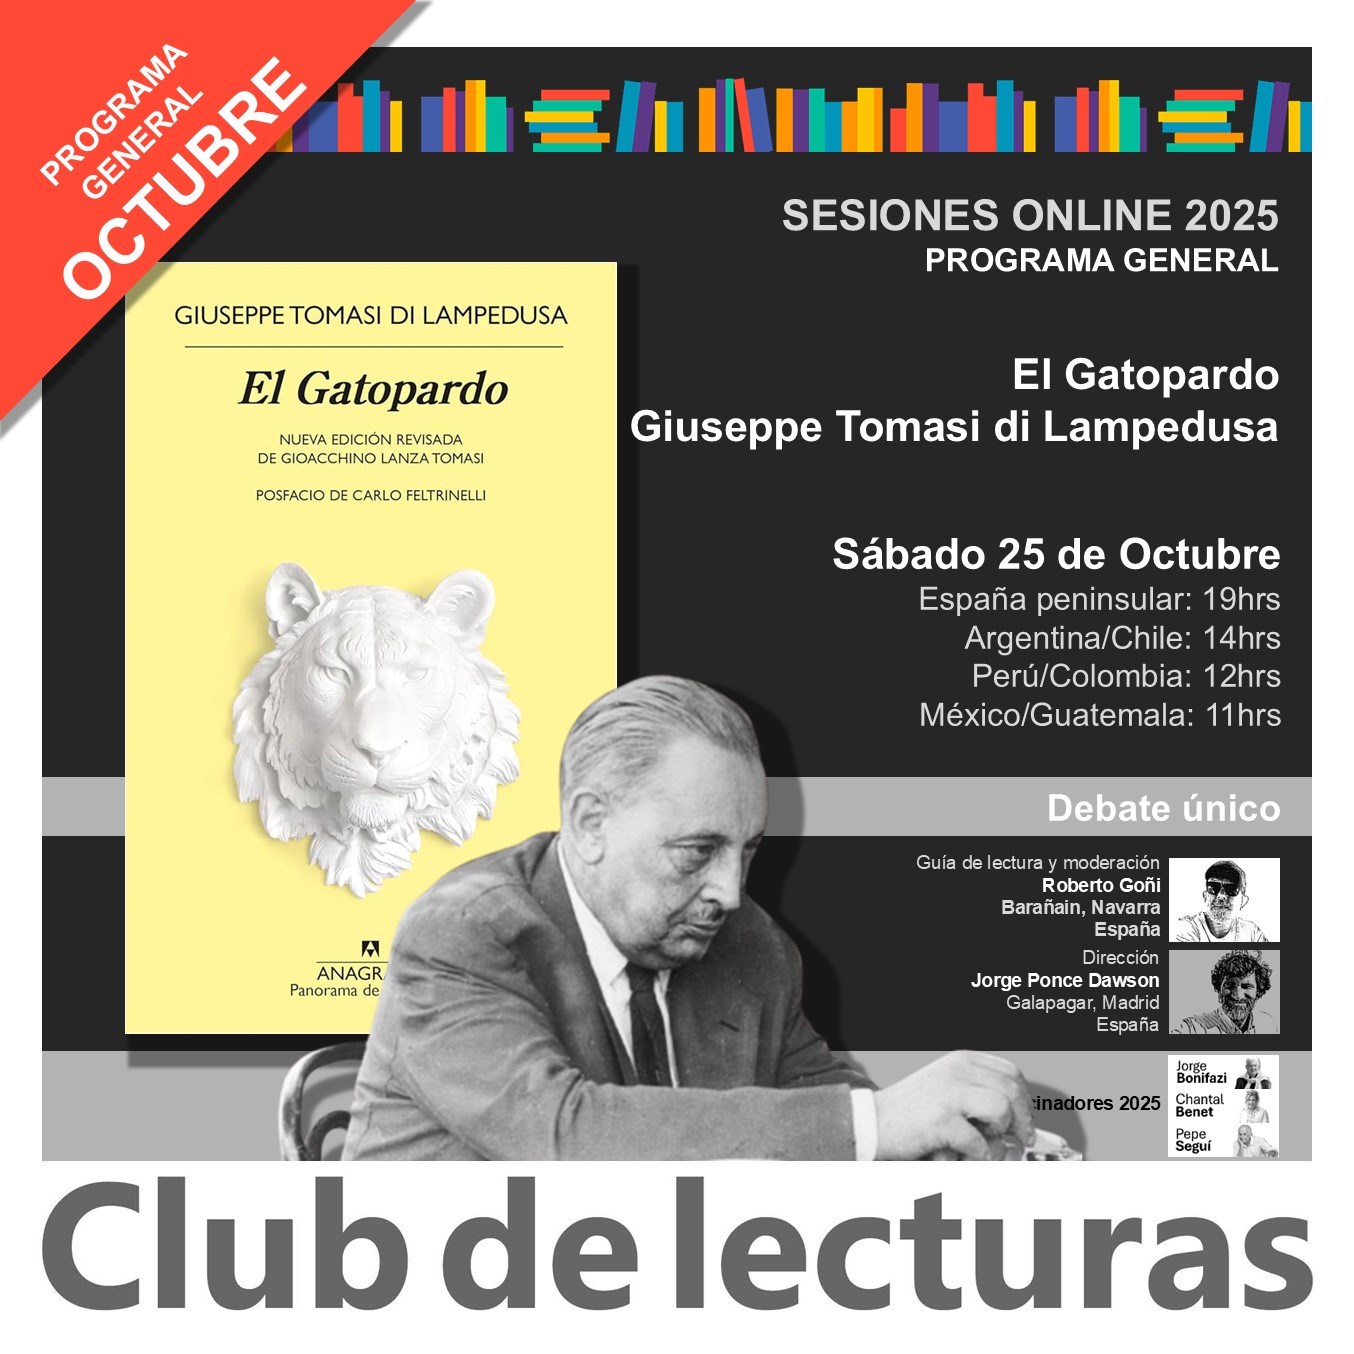 PROGRAMA
GENERAL
OCTUBRE
SESIONES ONLINE 2025
PROGRAMA GENERAL
GIUSEPPE TOMASI DI LAMPEDUSA
El Gatopardo
NUEVA EDICIÓN REVISADA
DE GIOACCHINO LANZA TOMASI
POSFACIO DE CARLO FELTRINELLI
ANAGR
Panorama de
El Gatopardo
Giuseppe Tomasi di Lampedusa
Sábado 25 de Octubre
España peninsular: 19hrs
Argentina/Chile: 14hrs
Perú/Colombia: 12hrs
México/Guatemala: 11hrs
Debate único
Guía de lectura y moderación
Roberto Goñi
Barañain, Navarra
España
Dirección
Jorge Ponce Dawson
Galapagar, Madrid
España
cinadores 2025
Jorge
Bonifazi
Chantal
Benet
Pepe
Seguí
Club de lecturas